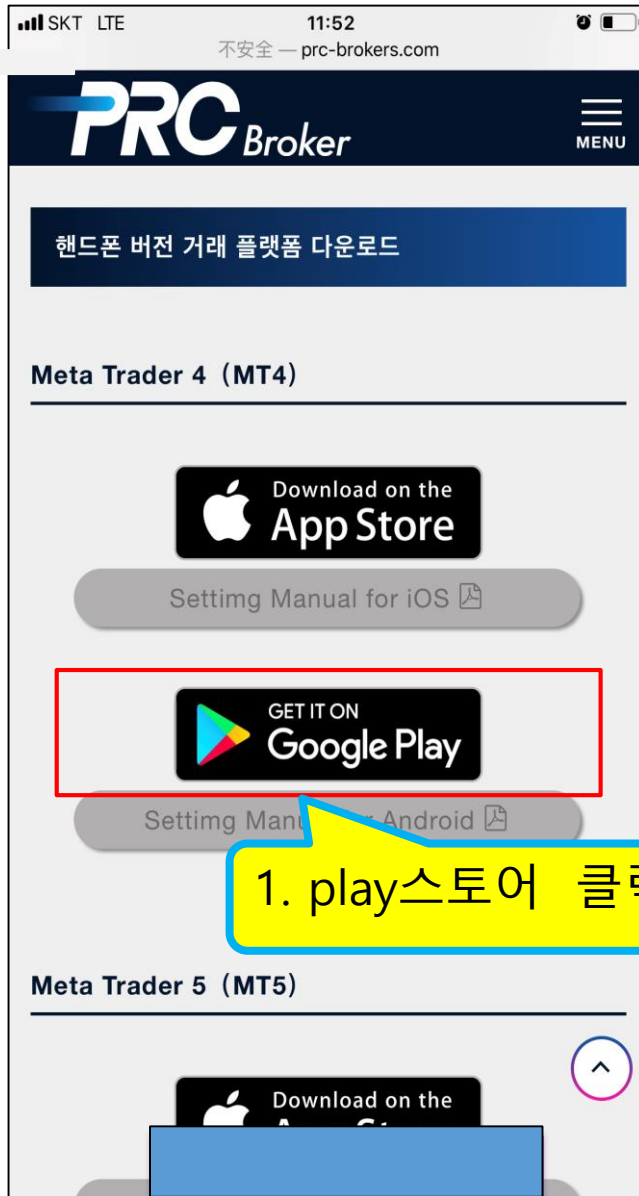 SKT LTE 11:52
不安全 — prc-brokers.com
PRC Broker
MENU
핸드폰 버전 거래 플랫폼 다운로드
Meta Trader 4（MT4）
Download on the
App Store
Settimg Manual for iOS
GET IT ON
Google Play
Settimg Android
1. play스토어
Meta Trader 5（MT5）
Download on the